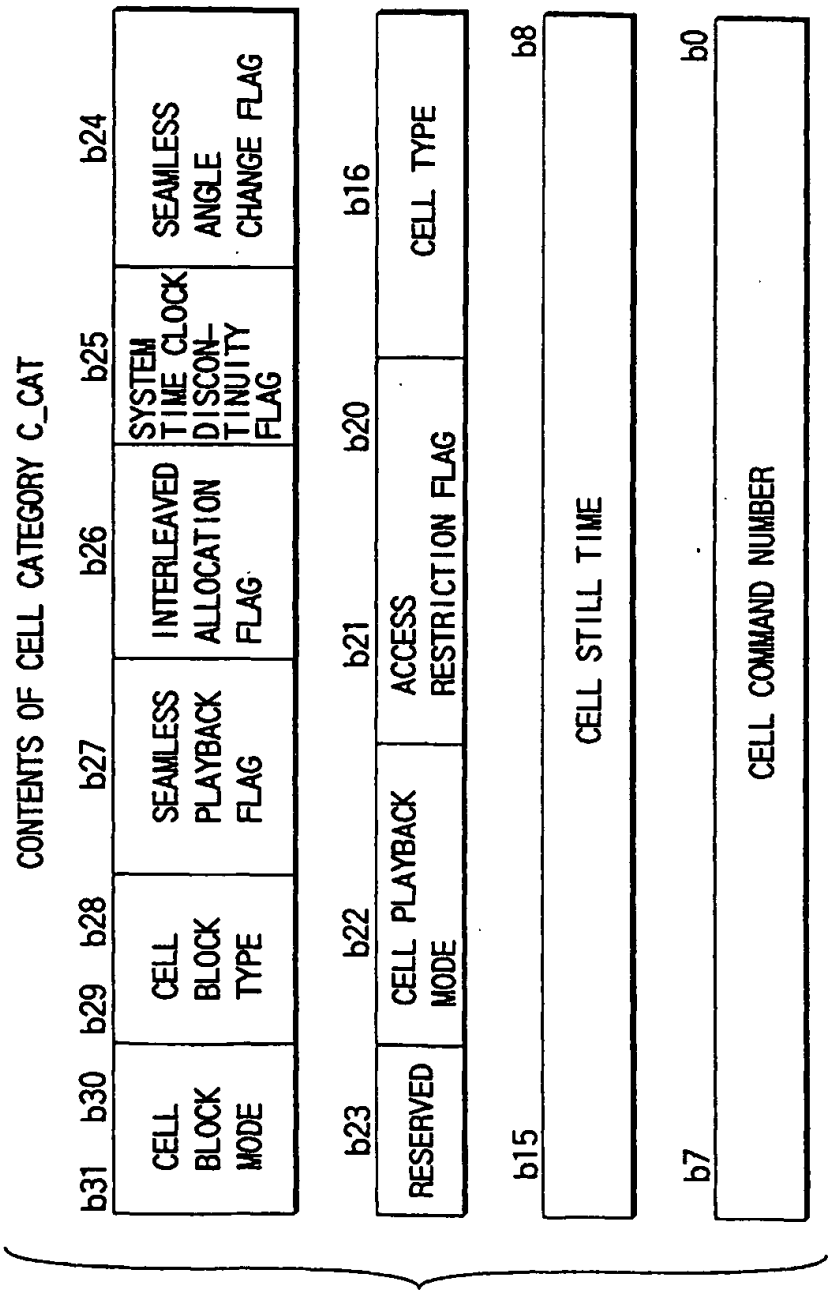 CONTENTS OF CELL CATEGORY C_CAT
b31 b30 b29 b28 b27 b26 b25 b24
CELL BLOCK MODE
CELL BLOCK TYPE
SEAMLESS PLAYBACK FLAG
INTERLEAVED ALLOCATION FLAG
SYSTEM TIME CLOCK DISCON-TINUITY FLAG
SEAMLESS ANGLE CHANGE FLAG
b23 b22 b21 b20 b16
RESERVED
CELL PLAYBACK MODE
ACCESS RESTRICTION FLAG
CELL TYPE
b15 b8
CELL STILL TIME
b7 b0
CELL COMMAND NUMBER